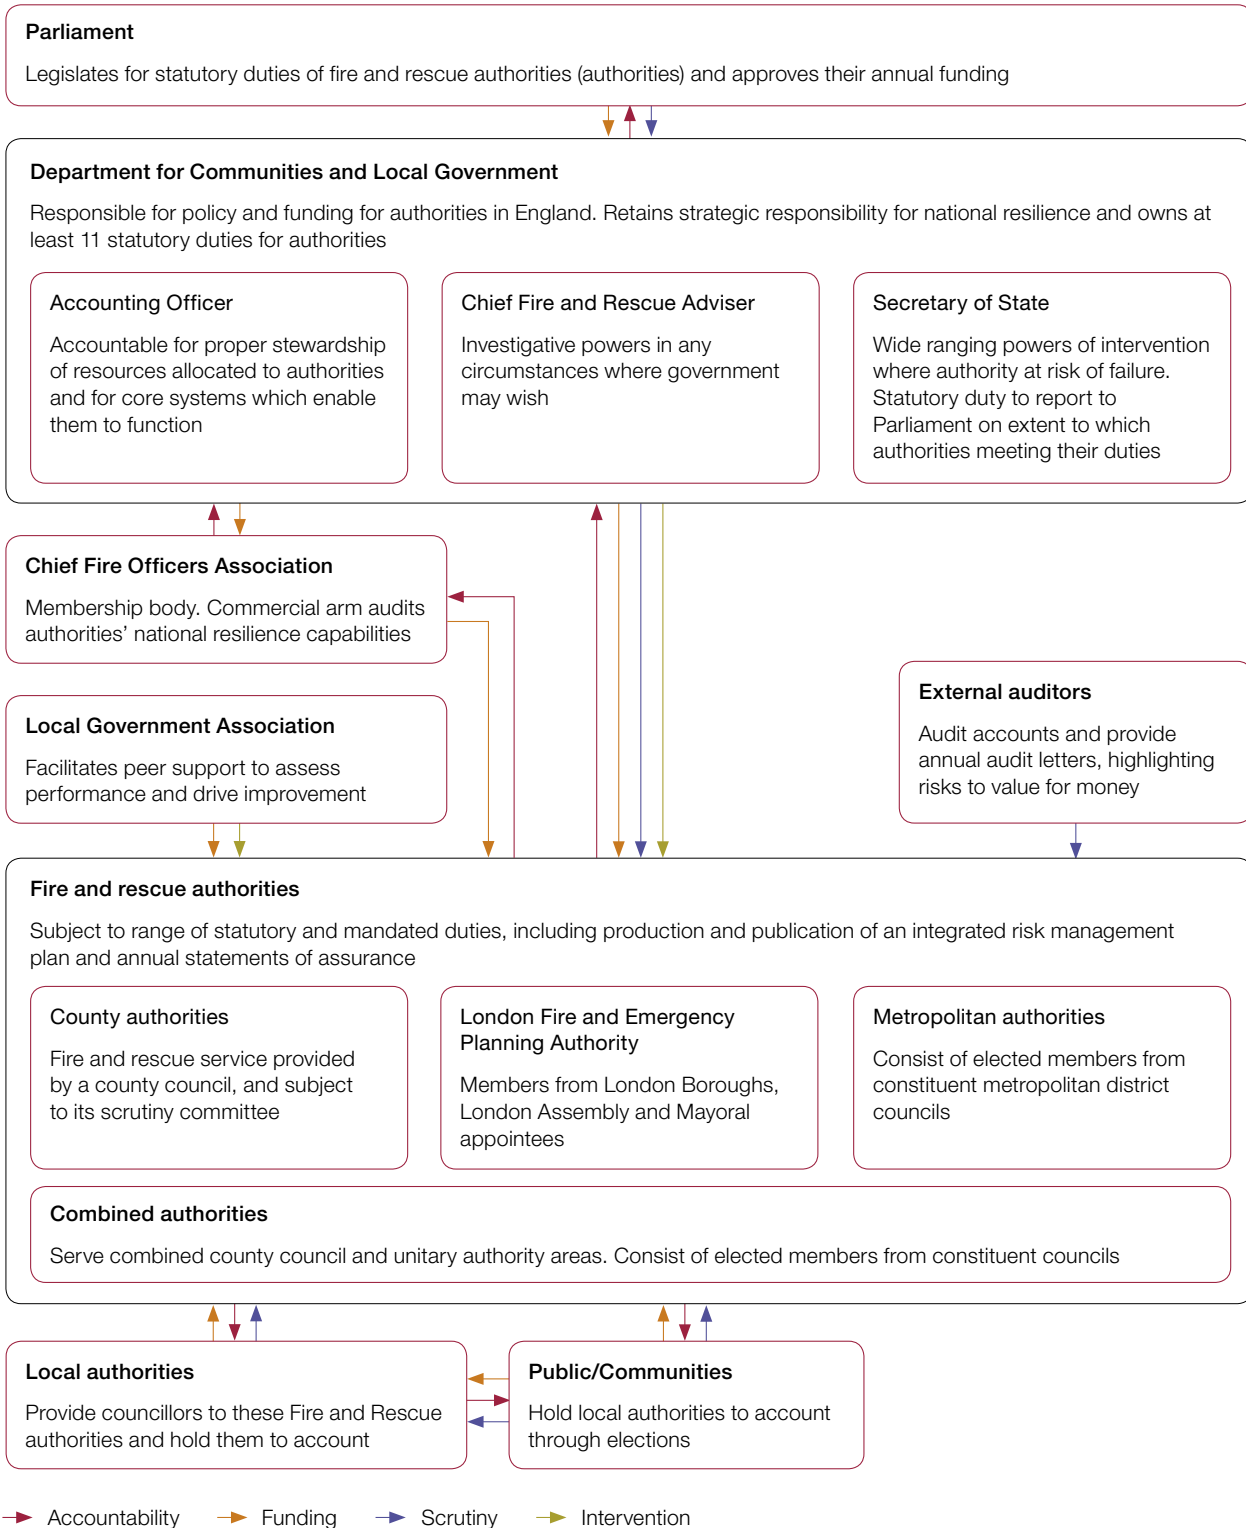 Parliament
Legislates for statutory duties of fire and rescue authorities (authorities) and approves their annual funding
Department for Communities and Local Government
Responsible for policy and funding for authorities in England. Retains strategic responsibility for national resilience and owns at
least 11 statutory duties for authorities
Accounting Officer
Accountable for proper stewardship
of resources allocated to authorities
and for core systems which enable
them to function
Chief Fire and Rescue Adviser
Investigative powers in any
circumstances where government
may wish
Secretary of State
Wide ranging powers of intervention
where authority at risk of failure.
Statutory duty to report to
Parliament on extent to which
authorities meeting their duties
Chief Fire Officers Association
Membership body. Commercial arm audits
authorities’ national resilience capabilities
Local Government Association
Facilitates peer support to assess
performance and drive improvement
External auditors
Audit accounts and provide
annual audit letters, highlighting
risks to value for money
Fire and rescue authorities
Subject to range of statutory and mandated duties, including production and publication of an integrated risk management
plan and annual statements of assurance
County authorities
Fire and rescue service provided
by a county council, and subject
to its scrutiny committee
London Fire and Emergency
Planning Authority
Members from London Boroughs,
London Assembly and Mayoral
appointees
Metropolitan authorities
Consist of elected members from
constituent metropolitan district
councils
Combined authorities
Serve combined county council and unitary authority areas. Consist of elected members from constituent councils
Local authorities
Provide councillors to these Fire and Rescue
authorities and hold them to account
Public/Communities
Hold local authorities to account
through elections
Accountability Funding Scrutiny Intervention